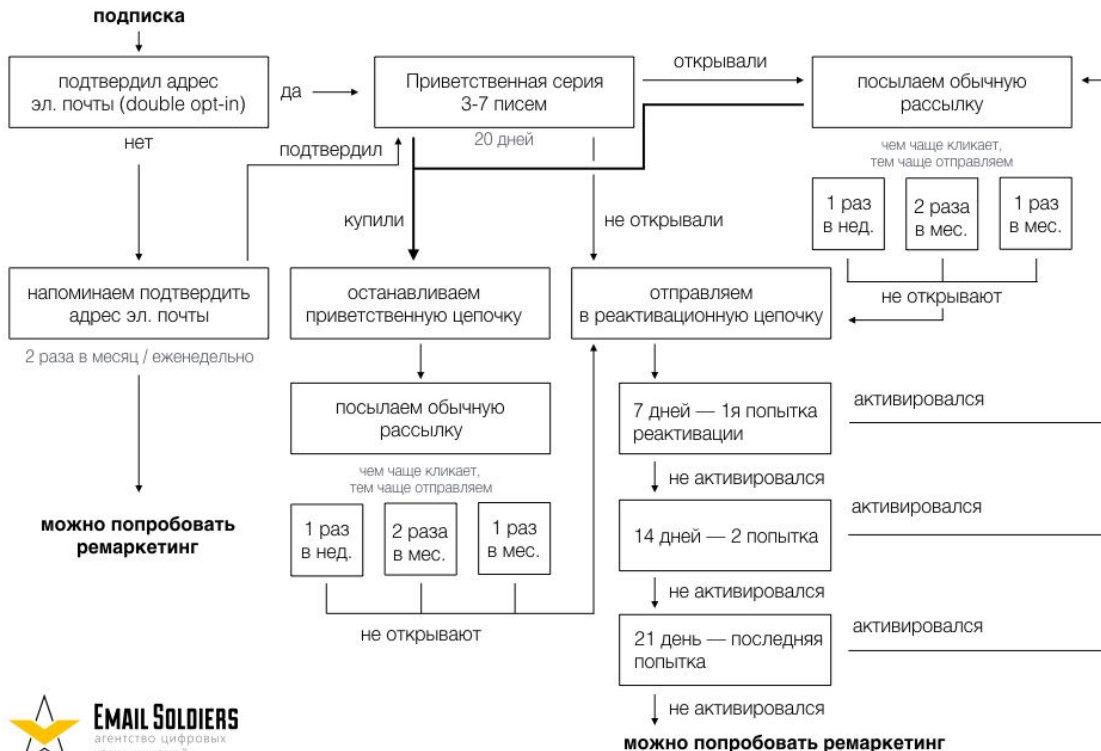 подписка
подтвердил адрес
эл. почты (double opt-in)
да
Приветственная серия
3-7 писем
20 дней
открывали
посылаем обычную
рассылку
нет
подтвердил
чем чаще кликает,
тем чаще отправляем
1 раз
в нед.
2 раза
в мес.
1 раз
в мес.
купили
не открывали
не открывают
напоминаем подтвердить
адрес эл. почты
2 раза в месяц / еженедельно
останавливаем
приветственную цепочку
отправляем
в реактивационную цепочку
посылаем обычную
рассылку
чем чаще кликает,
тем чаще отправляем
1 раз
в нед.
2 раза
в мес.
1 раз
в мес.
не открывают
7 дней — 1я попытка
реактивации
активировался
не активировался
14 дней — 2 попытка
активировался
не активировался
21 день — последняя
попытка
активировался
не активировался
можно попробовать
ремаркетинг
можно попробовать ремаркетинг
EMAIL SOLDIERS
агентство цифровых